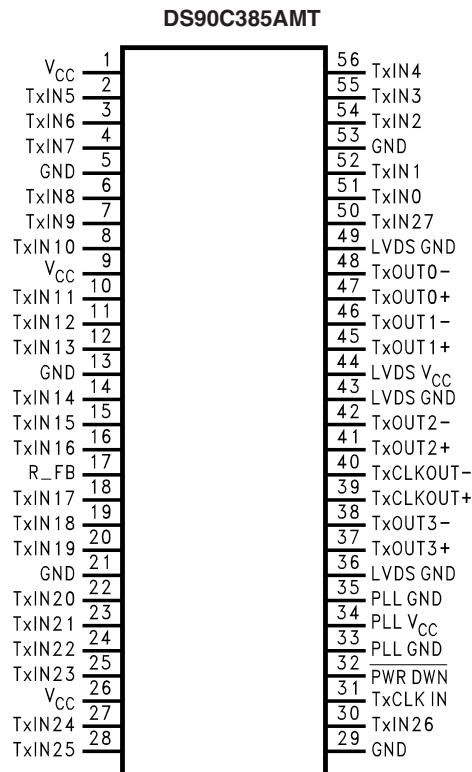 DS90C385AMT
VCC 1 56 TxIN4
TxIN5 2 55 TxIN3
TxIN6 3 54 TxIN2
TxIN7 4 53 GND
GND 5 52 TxIN1
TxIN8 6 51 TxIN0
TxIN9 7 50 TxIN27
TxIN10 8 49 LVDS GND
VCC 9 48 TxOUT0−
TxIN11 10 47 TxOUT0+
TxIN12 11 46 TxOUT1−
TxIN13 12 45 TxOUT1+
GND 13 44 LVDS VCC
TxIN14 14 43 LVDS GND
TxIN15 15 42 TxOUT2−
TxIN16 16 41 TxOUT2+
R_FB 17 40 TxCLKOUT−
TxIN17 18 39 TxCLKOUT+
TxIN18 19 38 TxOUT3−
TxIN19 20 37 TxOUT3+
GND 21 36 LVDS GND
TxIN20 22 35 PLL GND
TxIN21 23 34 PLL VCC
TxIN22 24 33 PLL GND
TxIN23 25 32 PWR DWN
VCC 26 31 TxCLK IN
TxIN24 27 30 TxIN26
TxIN25 28 29 GND